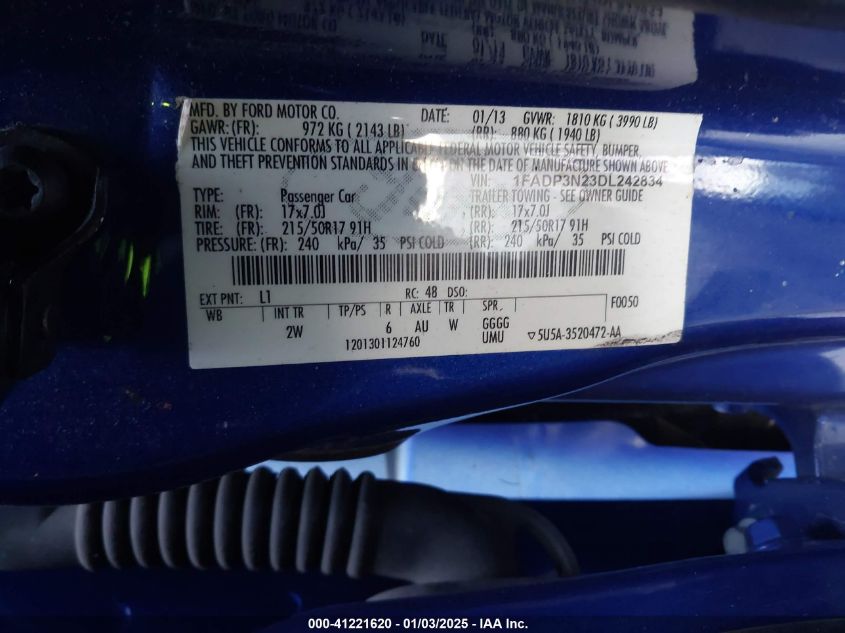 MFD. BY FORD MOTOR CO. DATE: 01/13 GVWR: 1810 KG ( 3990 LB)
GAWR: (FR): 972 KG ( 2143 LB) (RR): 880 KG ( 1940 LB)
THIS VEHICLE CONFORMS TO ALL APPLICABLE FEDERAL MOTOR VEHICLE SAFETY, BUMPER,
AND THEFT PREVENTION STANDARDS IN EFFECT ON THE DATE OF MANUFACTURE SHOWN ABOVE
VIN: 1FADP3N23DL242834
TYPE: Passenger Car TRAILER TOWING - SEE OWNER GUIDE
RIM: (FR): 17x7.0J (RR): 17x7.0J
TIRE: (FR): 215/50R17 91H (RR): 215/50R17 91H
PRESSURE: (FR): 240 kPa/ 35 PSI COLD (RR): 240 kPa/ 35 PSI COLD
EXT PNT: L1 RC: 48 DSO: F0050
WB INT TR TP/PS R AXLE TR SPR
2W 6 AU W GGGG
UMU
1201301124760 ▽5U5A-3520472-AA
000-41221620 - 01/03/2025 - IAA Inc.